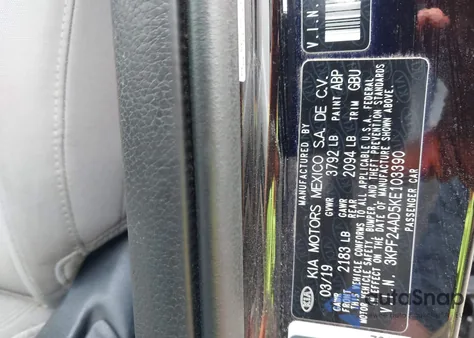 V.I.N.
MANUFACTURED BY
KIA KIA MOTORS MEXICO S.A. DE C.V.
03/19 GVWR 3792 LB PAINT ABP
GAWR FRONT 2183 LB GAWR REAR 2094 LB TRIM GBU
THIS VEHICLE CONFORMS TO ALL APPLICABLE U.S.A. FEDERAL
MOTOR VEHICLE SAFETY, BUMPER, AND THEFT PREVENTION STANDARDS
IN EFFECT ON THE DATE OF MANUFACTURE SHOWN ABOVE.
V.I.N. 3KPF24AD5KE103390
PASSENGER CAR
AutoSnap